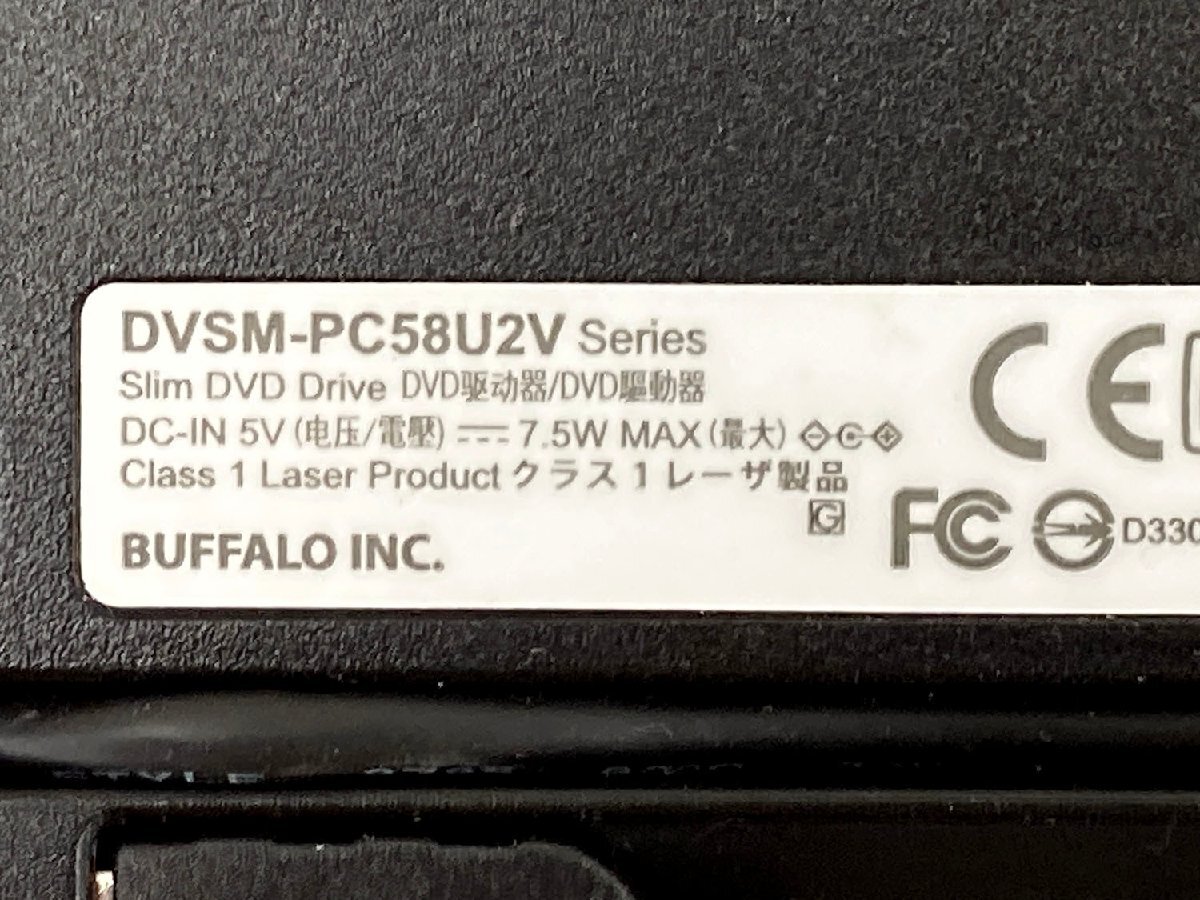 DVSM-PC58U2V Series
Slim DVD Drive DVD驱动器/DVD驅動器
DC-IN 5V (电压/電壓) ⎓ 7.5W MAX (最大)
Class 1 Laser Product クラス 1 レーザ製品
G
BUFFALO INC.
CE
FC D330